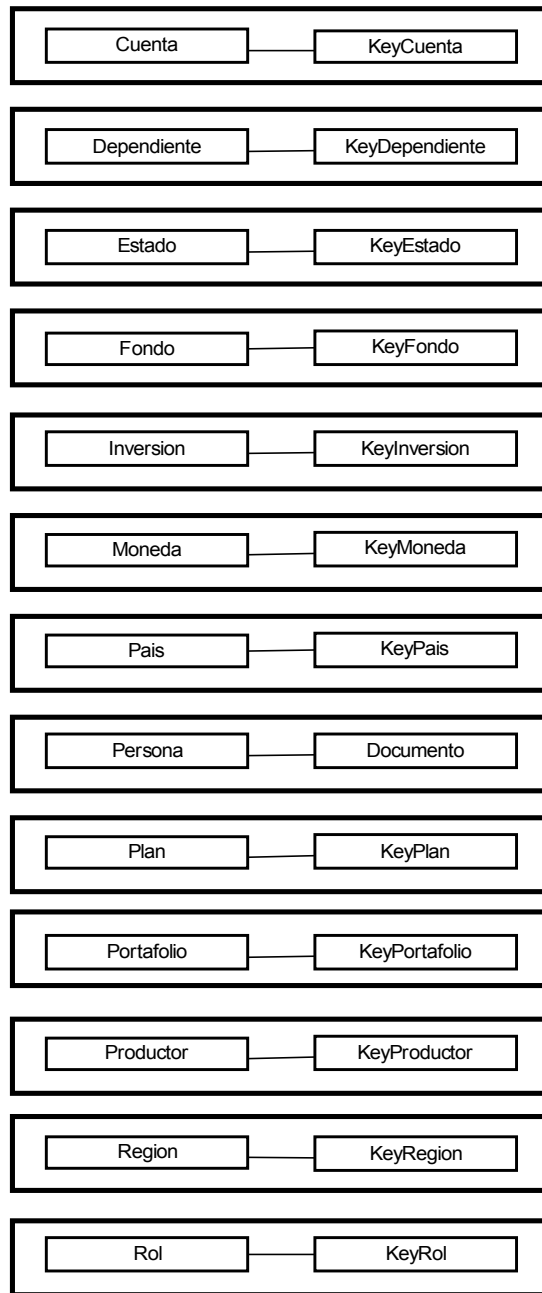 Cuenta KeyCuenta
Dependiente KeyDependiente
Estado KeyEstado
Fondo KeyFondo
Inversion KeyInversion
Moneda KeyMoneda
Pais KeyPais
Persona Documento
Plan KeyPlan
Portafolio KeyPortafolio
Productor KeyProductor
Region KeyRegion
Rol KeyRol